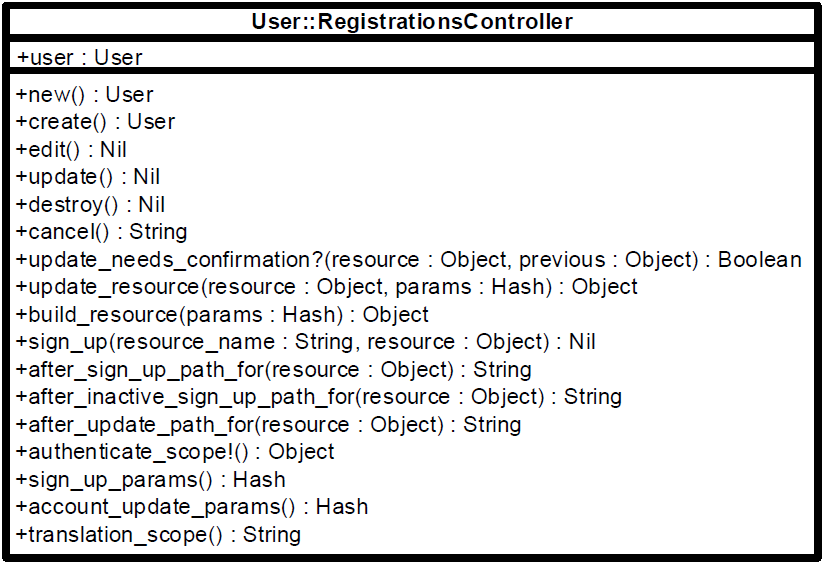 User::RegistrationsController
+user : User
+new() : User
+create() : User
+edit() : Nil
+update() : Nil
+destroy() : Nil
+cancel() : String
+update_needs_confirmation?(resource : Object, previous : Object) : Boolean
+update_resource(resource : Object, params : Hash) : Object
+build_resource(params : Hash) : Object
+sign_up(resource_name : String, resource : Object) : Nil
+after_sign_up_path_for(resource : Object) : String
+after_inactive_sign_up_path_for(resource : Object) : String
+after_update_path_for(resource : Object) : String
+authenticate_scope!() : Object
+sign_up_params() : Hash
+account_update_params() : Hash
+translation_scope() : String